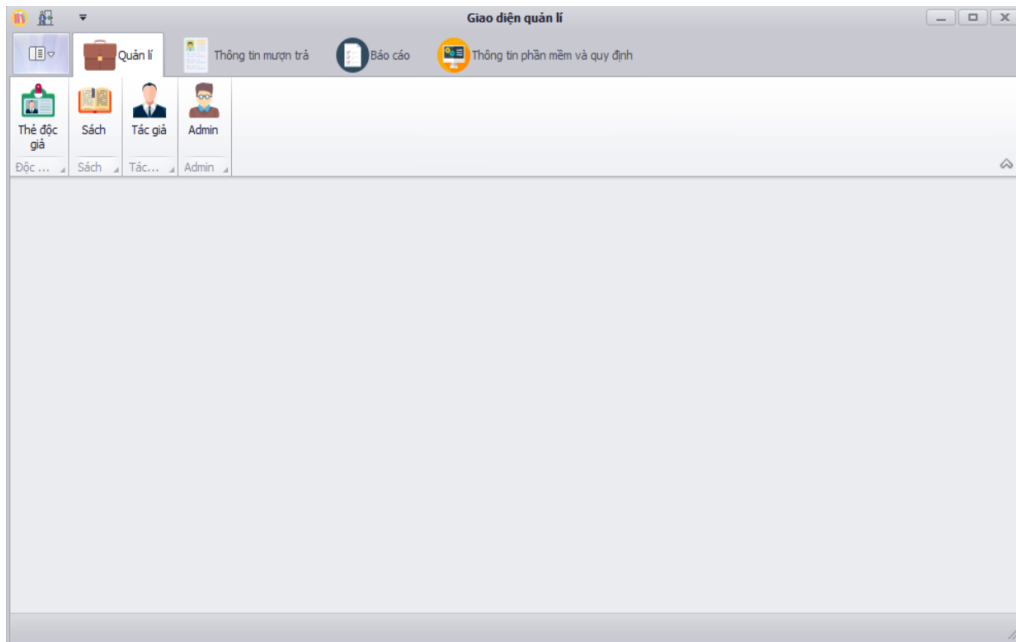 Giao diện quản lí
Quản lí
Thông tin mượn trả
Báo cáo
Thông tin phần mềm và quy định
Thẻ độc
giả
Sách
Tác giả
Admin
Độc ...
Sách
Tác...
Admin